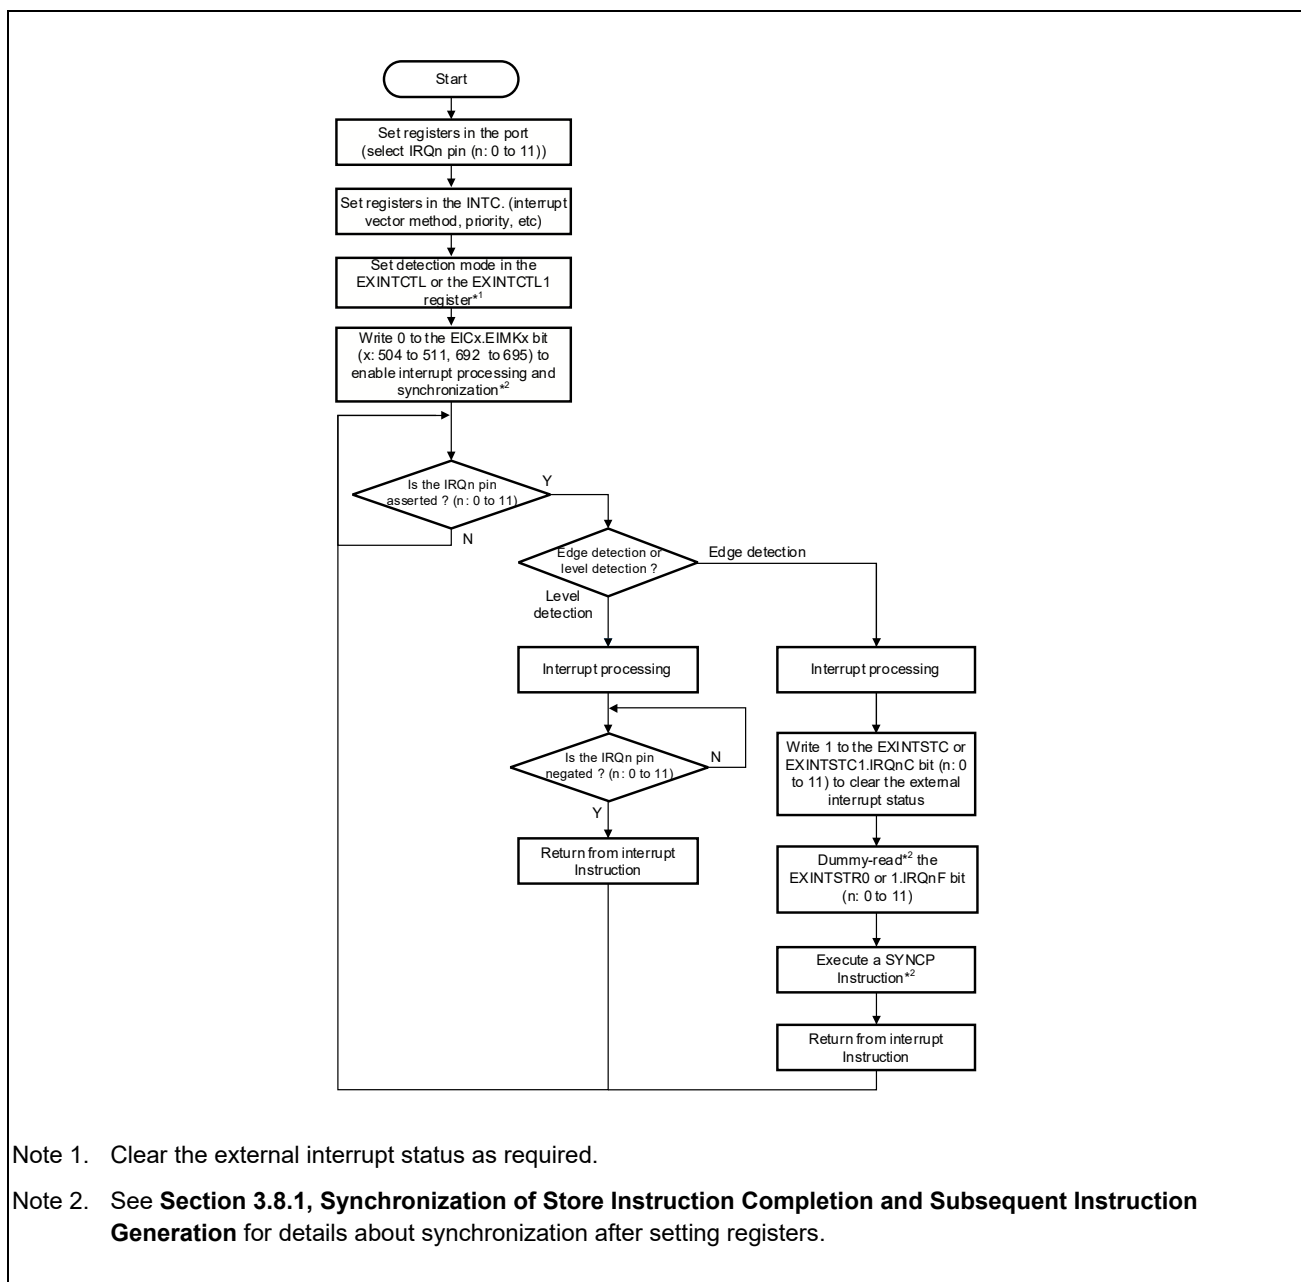 Start
Set registers in the port
(select IRQn pin (n: 0 to 11))
Set registers in the INTC. (interrupt
vector method, priority, etc)
Set detection mode in the
EXINTCTL or the EXINTCTL1
register*1
Write 0 to the EICx.EIMKx bit
(x: 504 to 511, 692 to 695) to
enable interrupt processing and
synchronization*2
Is the IRQn pin
asserted ? (n: 0 to 11)
Y
N
Edge detection or
level detection ?
Edge detection
Level
detection
Interrupt processing
Interrupt processing
Is the IRQn pin
negated ? (n: 0 to 11)
N
Y
Write 1 to the EXINTSTC or
EXINTSTC1.IRQnC bit (n: 0
to 11) to clear the external
interrupt status
Return from interrupt
Instruction
Dummy-read*2 the
EXINTSTR0 or 1.IRQnF bit
(n: 0 to 11)
Execute a SYNCP
Instruction*2
Return from interrupt
Instruction
Note 1. Clear the external interrupt status as required.
Note 2. See Section 3.8.1, Synchronization of Store Instruction Completion and Subsequent Instruction
Generation for details about synchronization after setting registers.